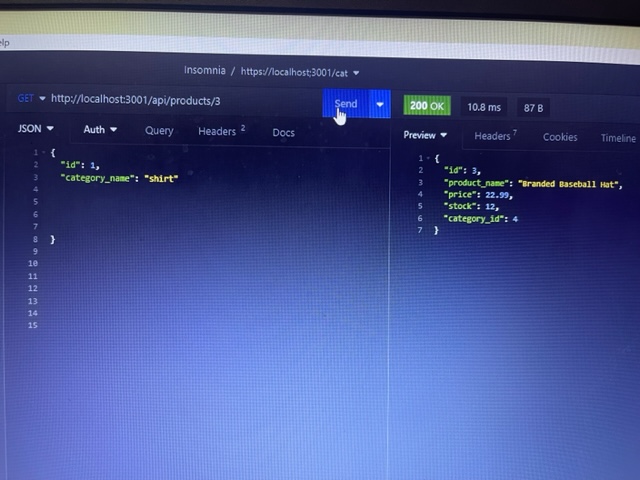 elp
Insomnia / https://localhost:3001/cat
GET http://localhost:3001/api/products/3 Send
200 OK 10.8 ms 87 B
JSON Auth Query Headers 2 Docs
1 {
2 "id": 1,
3 "category_name": "shirt"
4
5
6
7
8 }
9
10
11
12
13
14
15
Preview Headers 7 Cookies Timeline
1 {
2 "id": 3,
3 "product_name": "Branded Baseball Hat",
4 "price": 22.99,
5 "stock": 12,
6 "category_id": 4
7 }